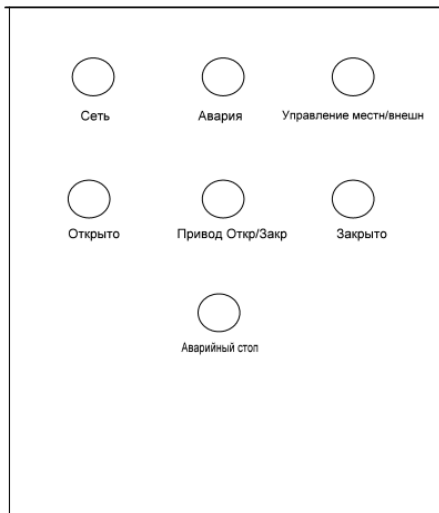 Сеть
Авария
Управление местн/внешн
Открыто
Привод Откр/Закр
Закрыто
Аварийный стоп